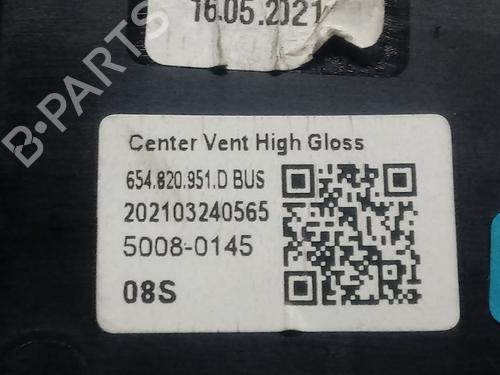 16.05.2021
B-PARTS
Center Vent High Gloss
654.820.951.D BUS
202103240565
5008-0145
08S